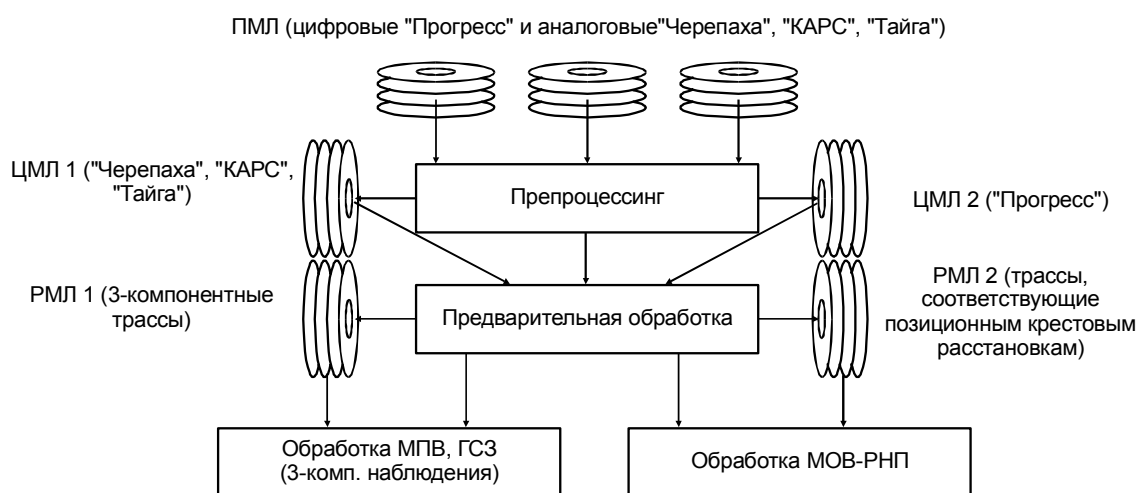 ПМЛ (цифровые "Прогресс" и аналоговые"Черепаха", "КАРС", "Тайга")
ЦМЛ 1 ("Черепаха", "КАРС",
"Тайга")
Препроцессинг
ЦМЛ 2 ("Прогресс")
РМЛ 1 (3-компонентные
трассы)
Предварительная обработка
РМЛ 2 (трассы,
соответствующие
позиционным крестовым
расстановкам)
Обработка МПВ, ГСЗ
(3-комп. наблюдения)
Обработка МОВ-РНП